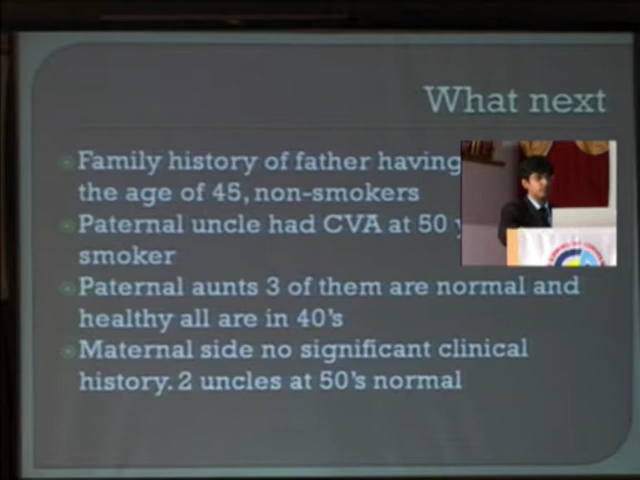 What next
Family history of father having
the age of 45, non-smokers
Paternal uncle had CVA at 50
smoker
Paternal aunts 3 of them are normal and
healthy all are in 40's
Maternal side no significant clinical
history. 2 uncles at 50's normal